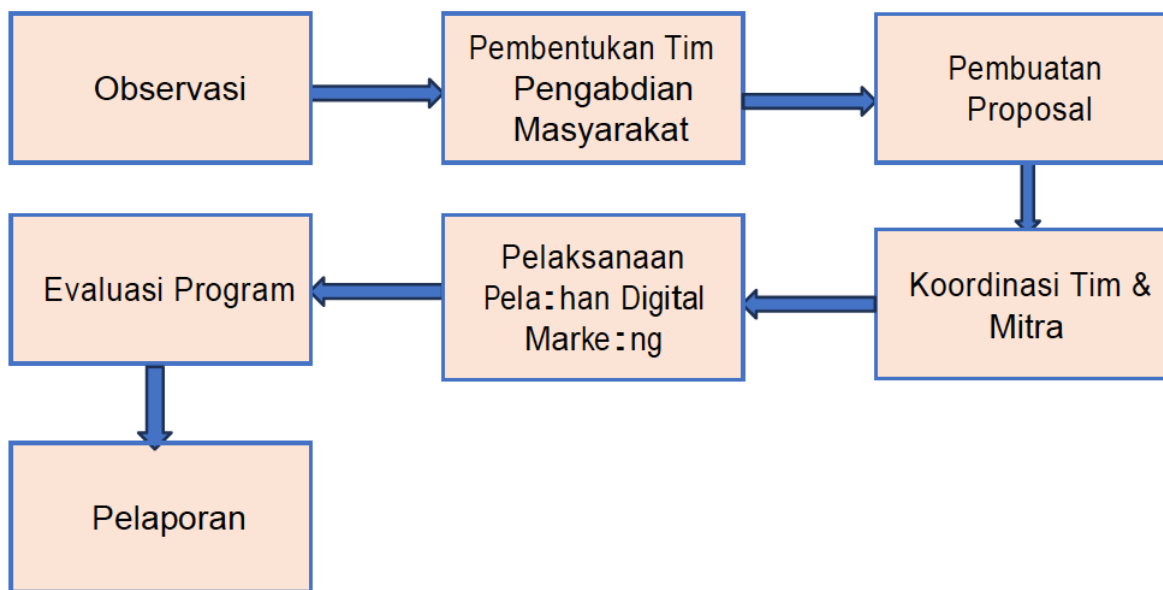 Observasi
Pembentukan Tim
Pengabdian
Masyarakat
Pembuatan
Proposal
Koordinasi Tim &
Mitra
Pelaksanaan
Pela:han Digital
Marke:ng
Evaluasi Program
Pelaporan